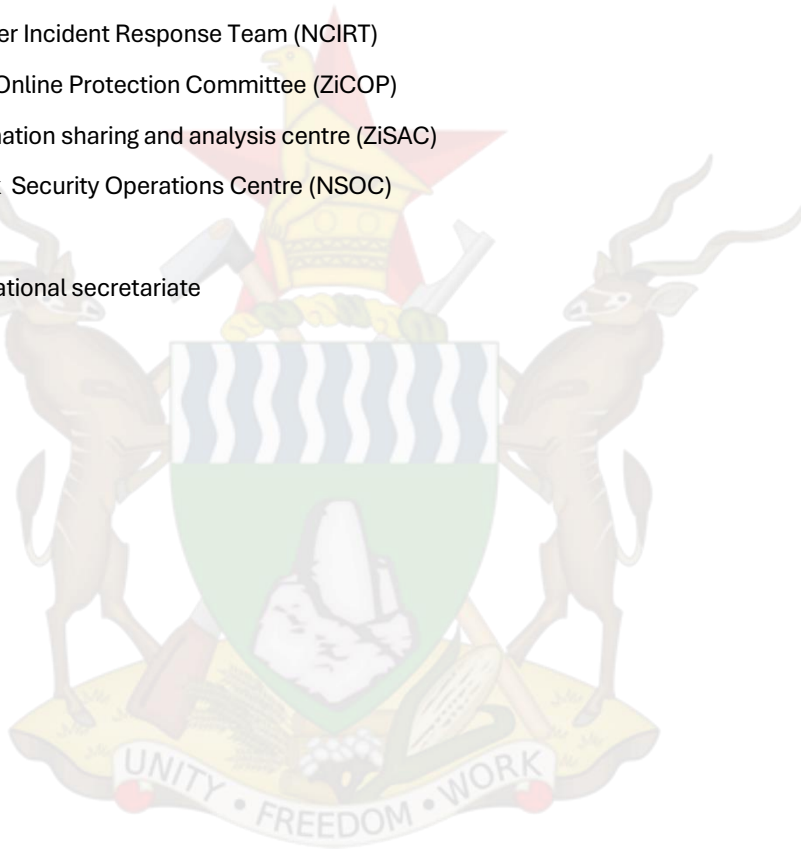 er Incident Response Team (NCIRT)
Online Protection Committee (ZiCOP)
ation sharing and analysis centre (ZiSAC)
Security Operations Centre (NSOC)
ational secretariate
UNITY • FREEDOM • WORK